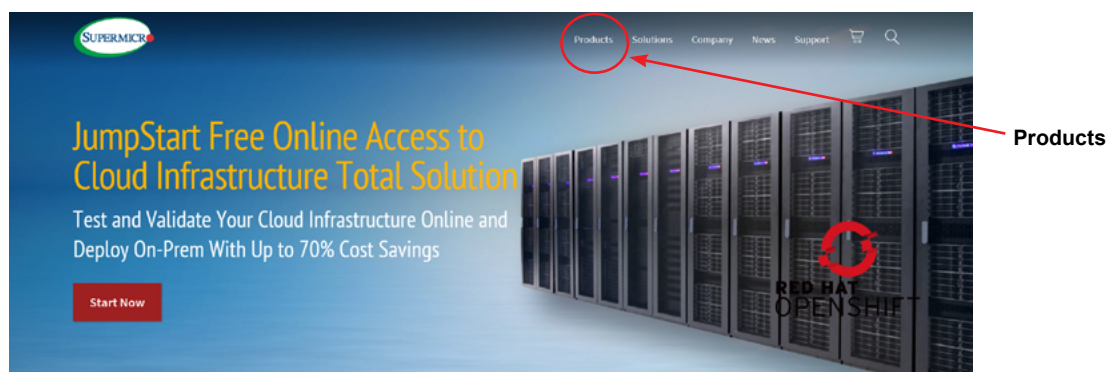 SUPERMICR
Products Solutions Company News Support
JumpStart Free Online Access to
Cloud Infrastructure Total Solution
Test and Validate Your Cloud Infrastructure Online and
Deploy On-Prem With Up to 70% Cost Savings
Start Now
RED HAT
OPENSHIFT
Products